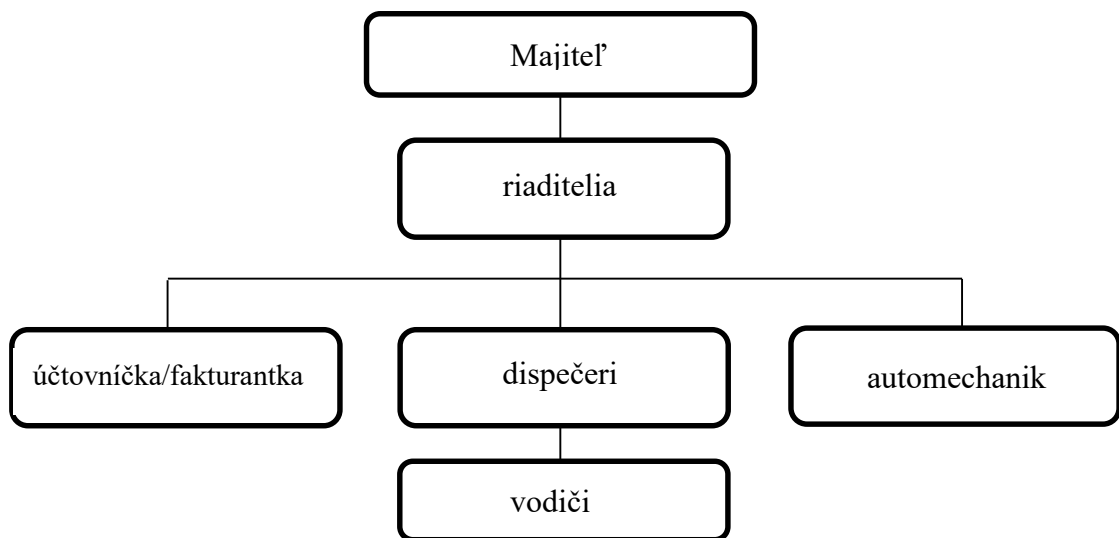 Majiteľ
riaditelia
účtovníčka/fakturantka
dispečeri
automechanik
vodiči